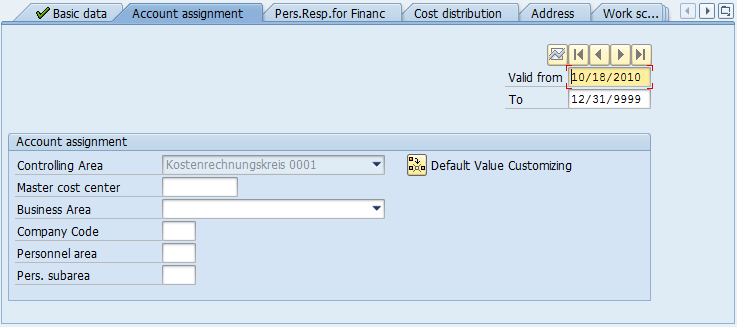 Basic data Account assignment Pers.Resp.for Financ Cost distribution Address Work sc...
Valid from 10/18/2010
To 12/31/9999
Account assignment
Controlling Area Kostenrechnungskreis 0001 Default Value Customizing
Master cost center
Business Area
Company Code
Personnel area
Pers. subarea